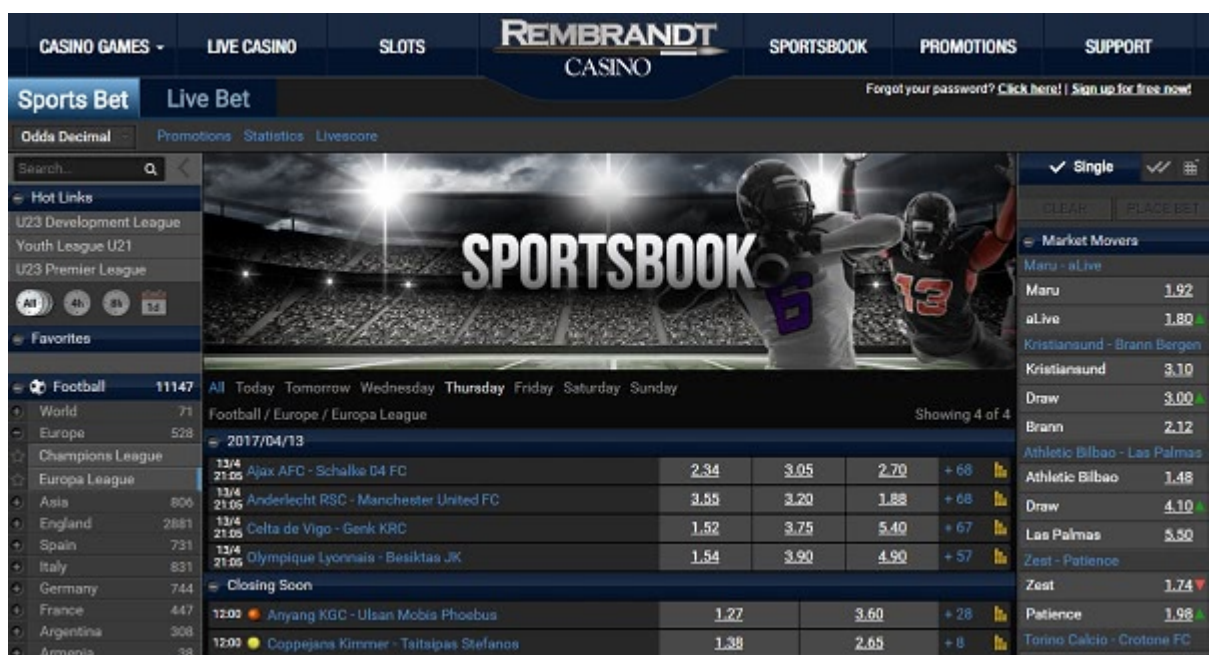 CASINO GAMES
LIVE CASINO
SLOTS
REMBRANDT
CASINO
SPORTSBOOK
PROMOTIONS
SUPPORT
Sports Bet
Live Bet
Forgot your password? Click here! | Sign up for free now!
Odds Decimal
Promotions Statistics Livescore
Search...
Hot Links
U23 Development League
Youth League U21
U23 Premier League
All 4h 8h 1d
Favorites
Football 11147
World 71
Europe 528
Champions League
Europa League
Asia 806
England 2881
Spain 731
Italy 831
Germany 744
France 447
Argentina 308
Armenia 38
SPORTSBOOK
6
13
All Today Tomorrow Wednesday Thursday Friday Saturday Sunday
Football / Europe / Europa League Showing 4 of 4
2017/04/13
13/4 21:05 Ajax AFC - Schalke 04 FC 2.34 3.05 2.70 + 68
13/4 21:05 Anderlecht RSC - Manchester United FC 3.55 3.20 1.88 + 68
13/4 21:05 Celta de Vigo - Genk KRC 1.52 3.75 5.40 + 67
13/4 21:05 Olympique Lyonnais - Besiktas JK 1.54 3.90 4.90 + 57
Closing Soon
12:00 Anyang KGC - Ulsan Mobis Phoebus 1.27 3.60 + 28
12:00 Coppejans Kimmer - Tsitsipas Stefanos 1.38 2.65 + 8
Single
CLEAR PLACE BET
Market Movers
Maru - aLive
Maru 1.92
aLive 1.80
Kristiansund - Brann Bergen
Kristiansund 3.10
Draw 3.00
Brann 2.12
Athletic Bilbao - Las Palmas
Athletic Bilbao 1.48
Draw 4.10
Las Palmas 5.50
Zest - Patience
Zest 1.74
Patience 1.98
Torino Calcio - Crotone FC